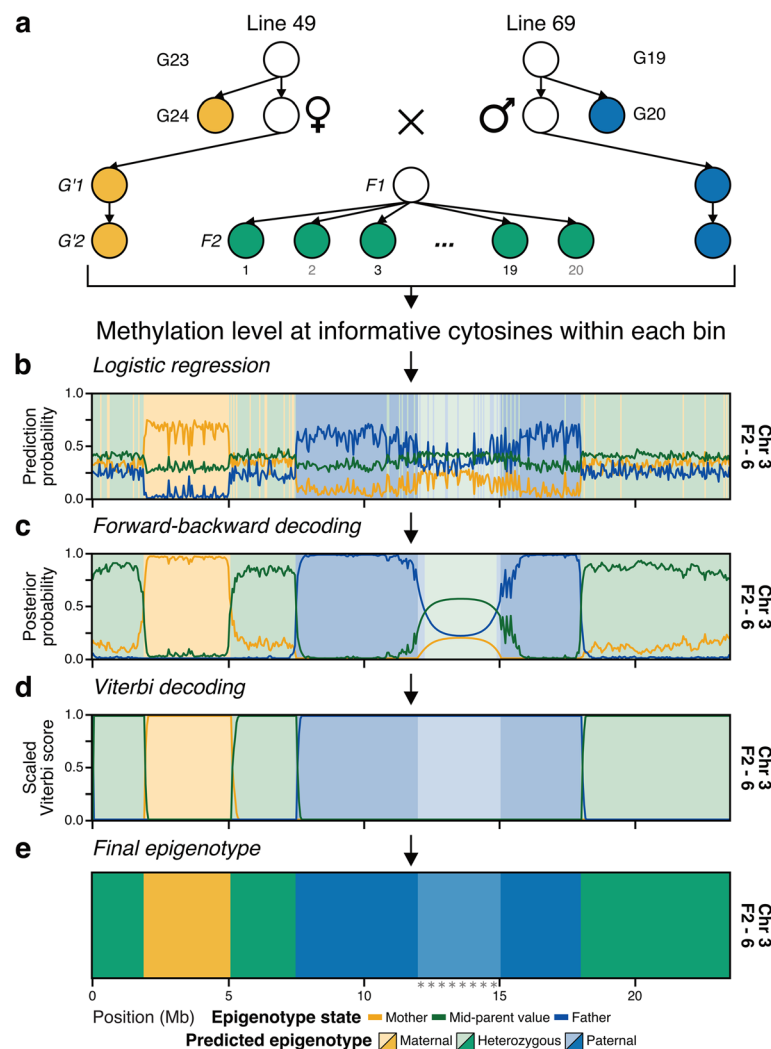 a
Line 49
Line 69
G23
G19
G24
♀
×
♂
G20
G'1
F1
G'2
F2
...
1
2
3
19
20
Methylation level at informative cytosines within each bin
b
Logistic regression
1.0
0.5
0.0
Prediction
probability
Chr 3
F2 - 6
c
Forward-backward decoding
1.0
0.5
0.0
Posterior
probability
Chr 3
F2 - 6
d
Viterbi decoding
1.0
0.5
0.0
Scaled
Viterbi score
Chr 3
F2 - 6
e
Final epigenotype
Chr 3
F2 - 6
* * * * * * * *
0
5
10
15
20
Position (Mb)
Epigenotype state
Mother
Mid-parent value
Father
Predicted epigenotype
Maternal
Heterozygous
Paternal